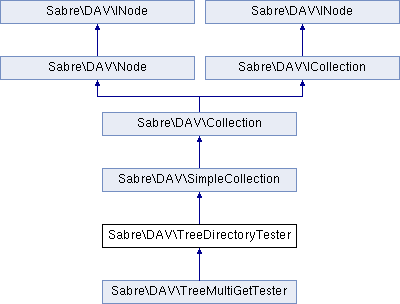 Sabre\DAV\INode
Sabre\DAV\INode
Sabre\DAV\Node
Sabre\DAV\ICollection
Sabre\DAV\Collection
Sabre\DAV\SimpleCollection
Sabre\DAV\TreeDirectoryTester
Sabre\DAV\TreeMultiGetTester